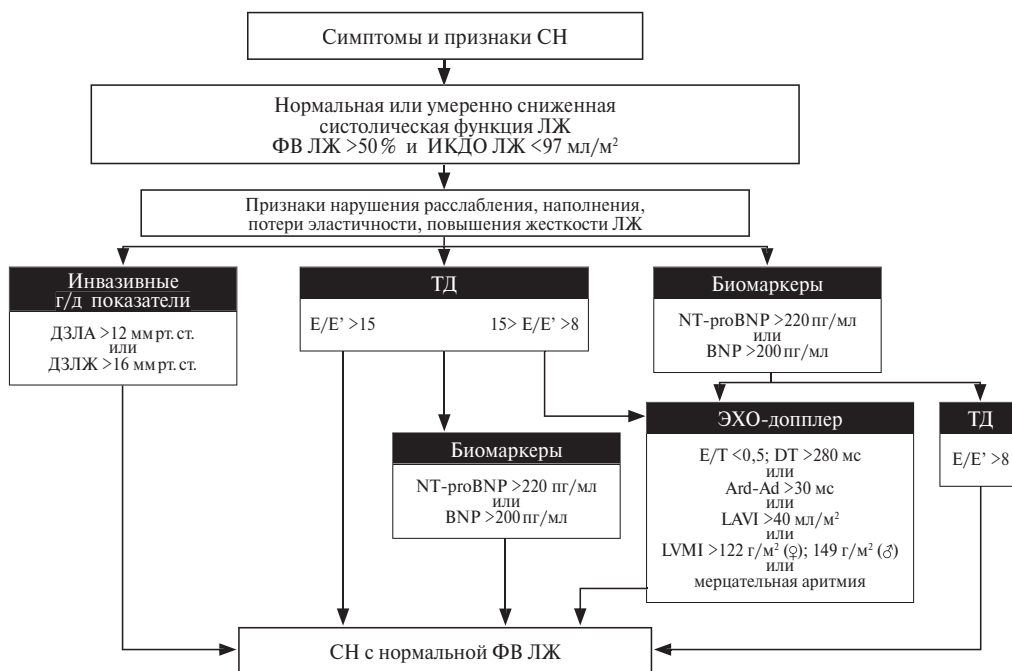 Симптомы и признаки СН
Нормальная или умеренно сниженная
систолическая функция ЛЖ
ФВ ЛЖ >50% и ИКДО ЛЖ <97 мл/м²
Признаки нарушения расслабления, наполнения,
потери эластичности, повышения жесткости ЛЖ
Инвазивные
г/д показатели
ДЗЛА >12 мм рт. ст.
или
ДЗЛЖ >16 мм рт. ст.
ТД
E/E' >15
15> E/E' >8
Биомаркеры
NT-proBNP >220 пг/мл
или
BNP >200 пг/мл
Биомаркеры
NT-proBNP >220 пг/мл
или
BNP >200 пг/мл
ЭХО-допплер
E/T <0,5; DT >280 мс
или
Ard-Ad >30 мс
или
LAVI >40 мл/м²
или
LVMI >122 г/м² (♀); 149 г/м² (♂)
или
мерцательная аритмия
ТД
E/E' >8
СН с нормальной ФВ ЛЖ